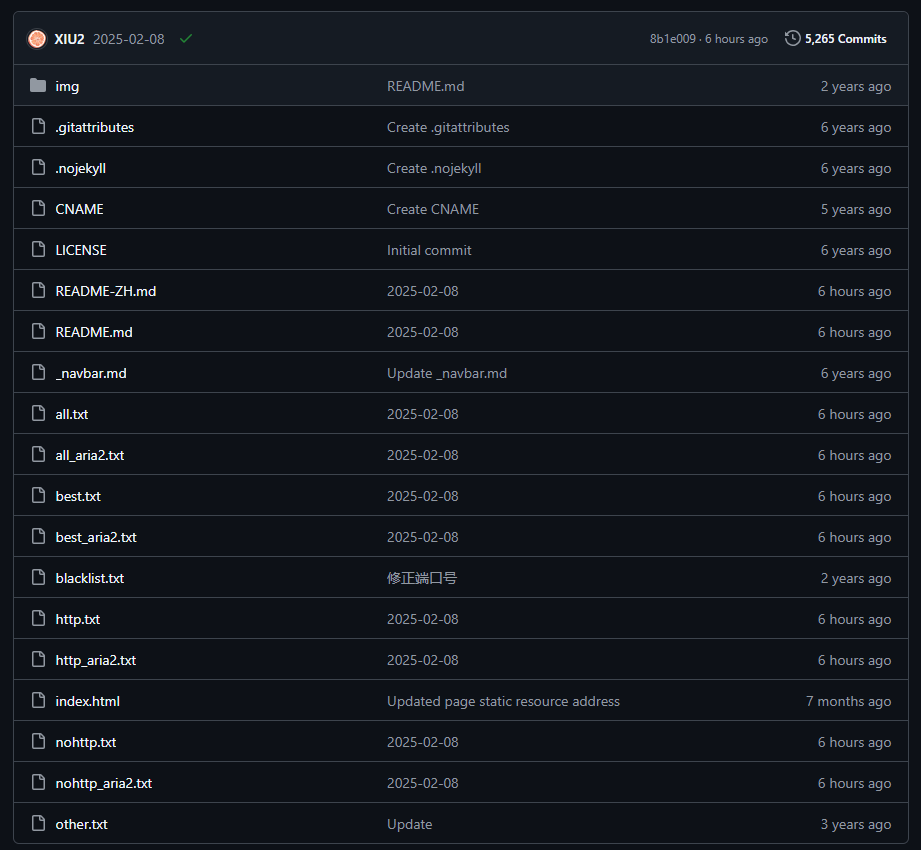 XIU2 2025-02-08 8b1e009 · 6 hours ago 5,265 Commits
img README.md 2 years ago
.gitattributes Create .gitattributes 6 years ago
.nojekyll Create .nojekyll 6 years ago
CNAME Create CNAME 5 years ago
LICENSE Initial commit 6 years ago
README-ZH.md 2025-02-08 6 hours ago
README.md 2025-02-08 6 hours ago
_navbar.md Update _navbar.md 6 years ago
all.txt 2025-02-08 6 hours ago
all_aria2.txt 2025-02-08 6 hours ago
best.txt 2025-02-08 6 hours ago
best_aria2.txt 2025-02-08 6 hours ago
blacklist.txt 修正端口号 2 years ago
http.txt 2025-02-08 6 hours ago
http_aria2.txt 2025-02-08 6 hours ago
index.html Updated page static resource address 7 months ago
nohttp.txt 2025-02-08 6 hours ago
nohttp_aria2.txt 2025-02-08 6 hours ago
other.txt Update 3 years ago